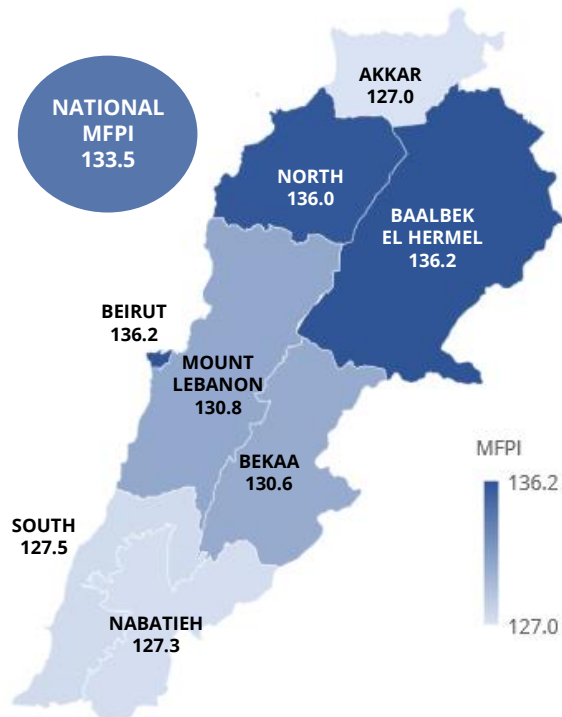 AKKAR
127.0
NATIONAL
MFPI
133.5
NORTH
136.0
BAALBEK
EL HERMEL
136.2
BEIRUT
136.2
MOUNT
LEBANON
130.8
BEKAA
130.6
MFPI
136.2
127.0
SOUTH
127.5
NABATIEH
127.3